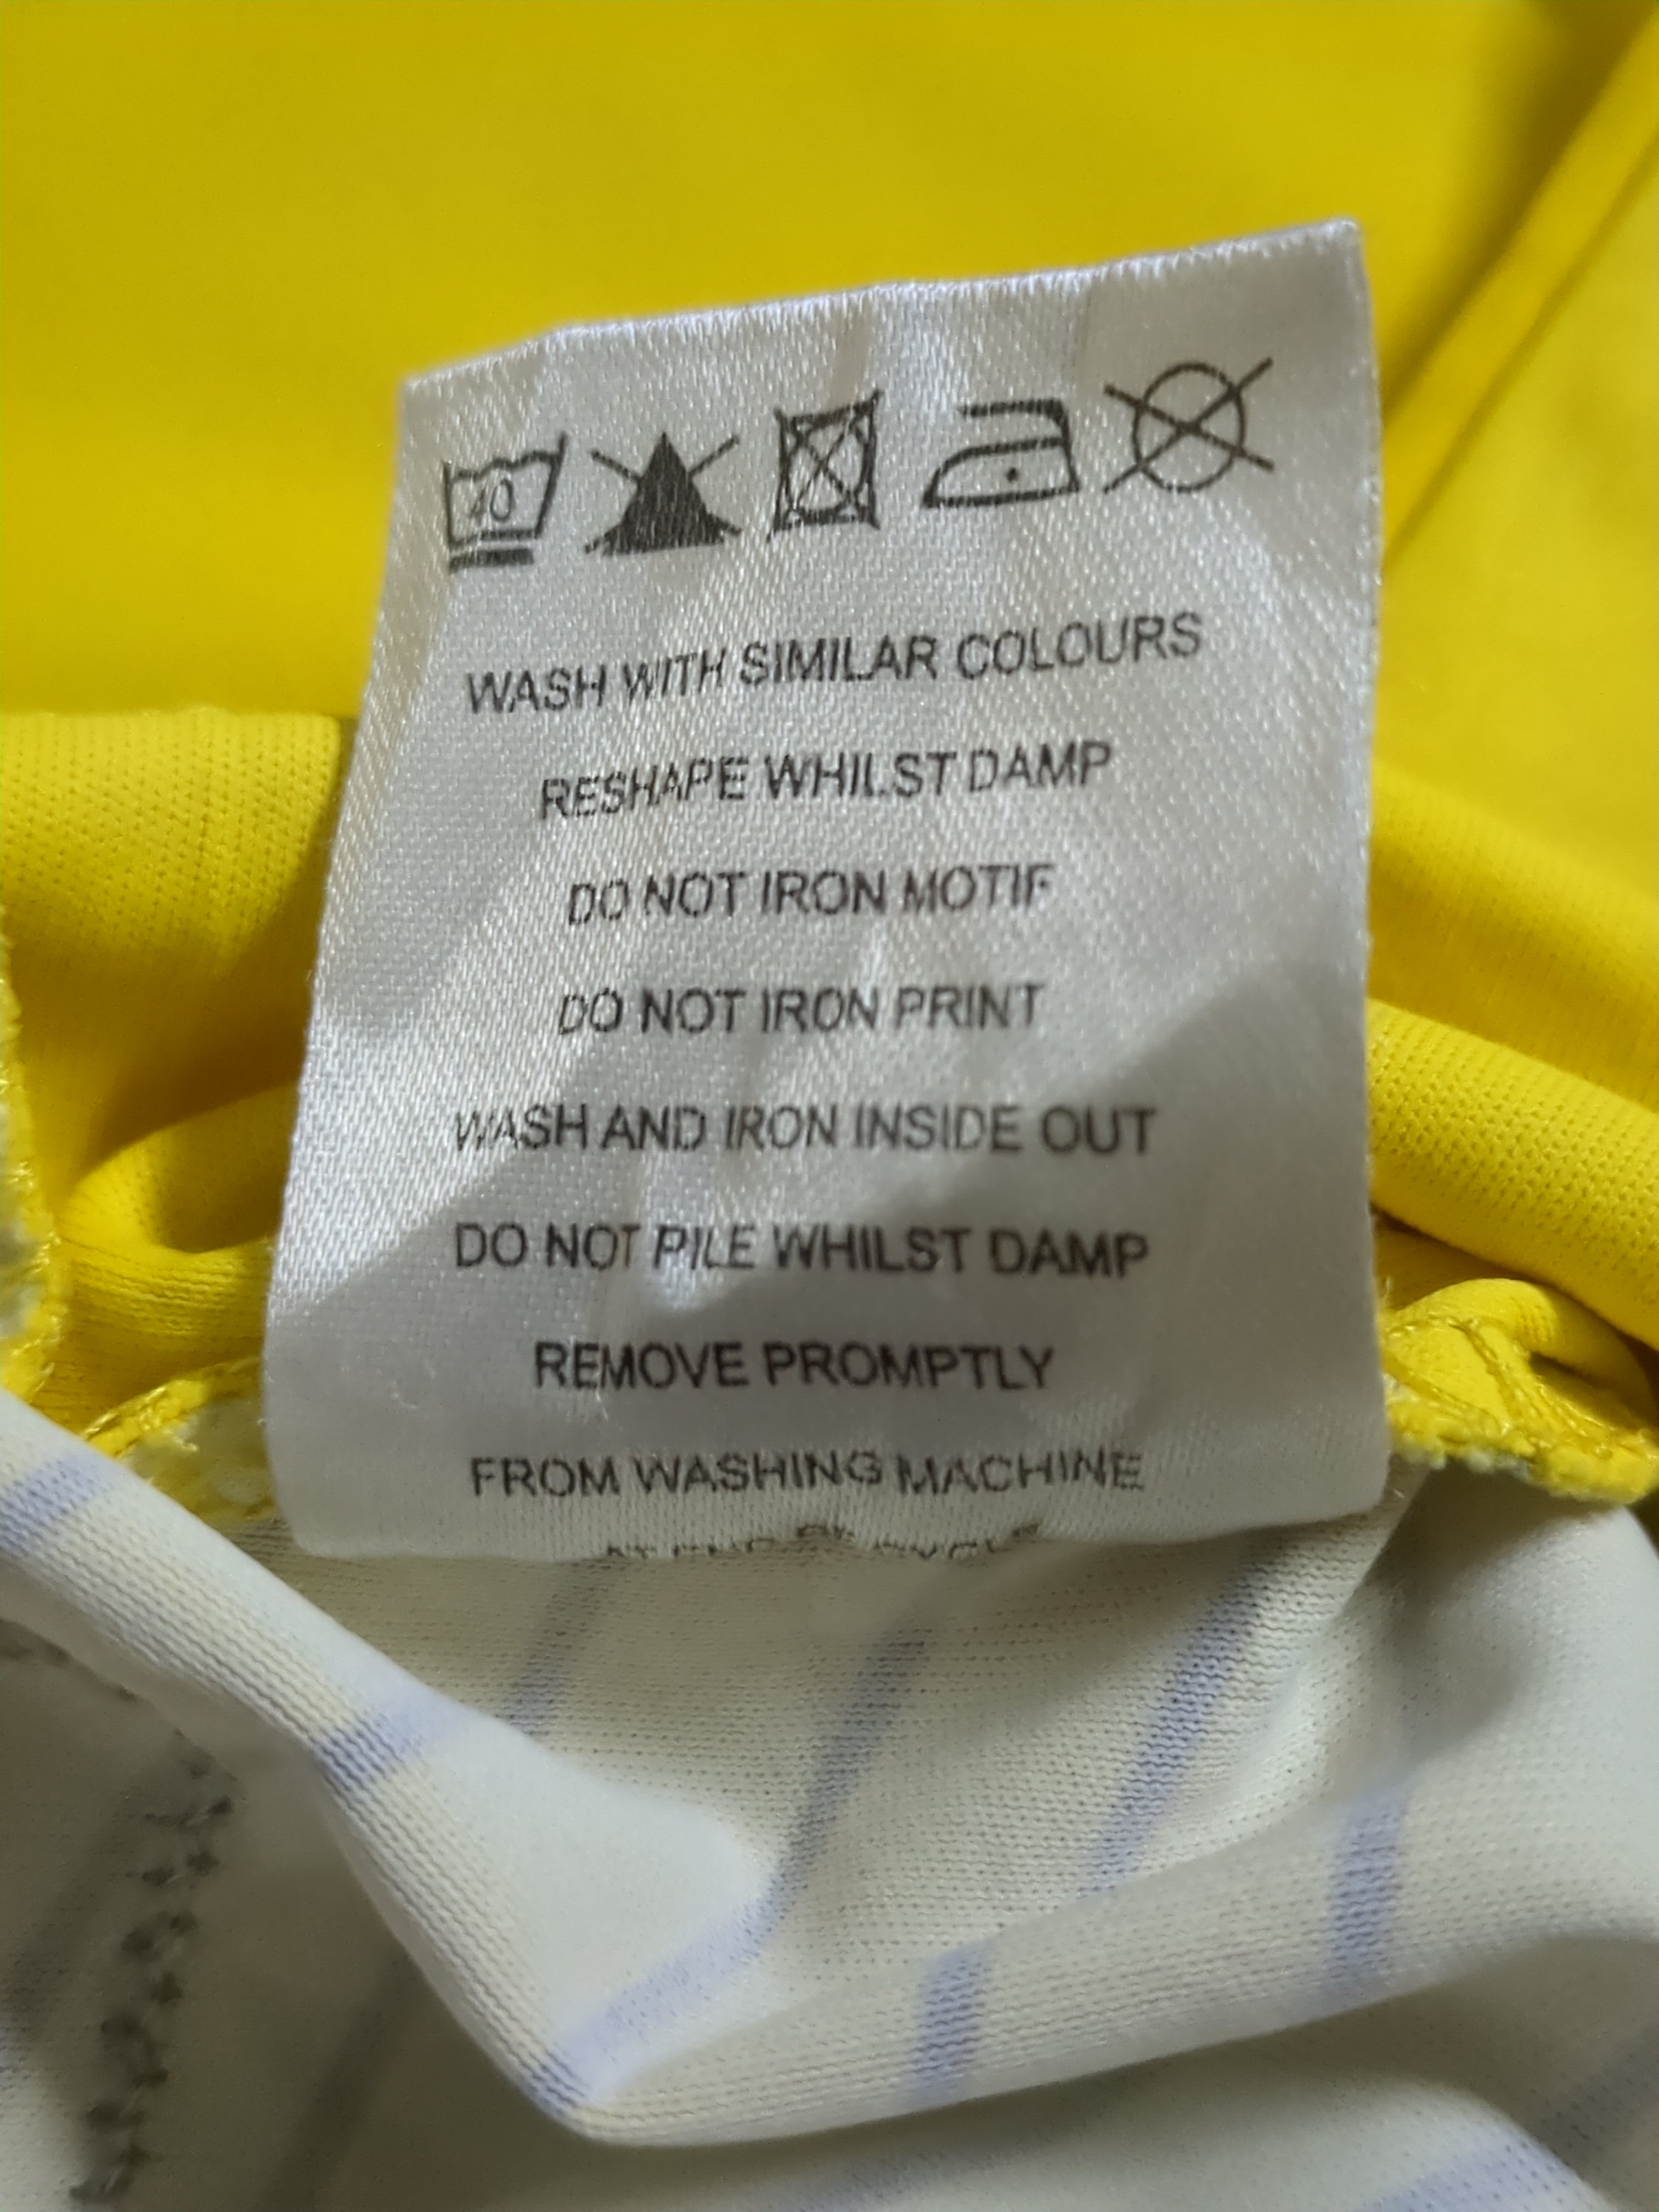 40
WASH WITH SIMILAR COLOURS
RESHAPE WHILST DAMP
DO NOT IRON MOTIF
DO NOT IRON PRINT
WASH AND IRON INSIDE OUT
DO NOT PILE WHILST DAMP
REMOVE PROMPTLY
FROM WASHING MACHINE